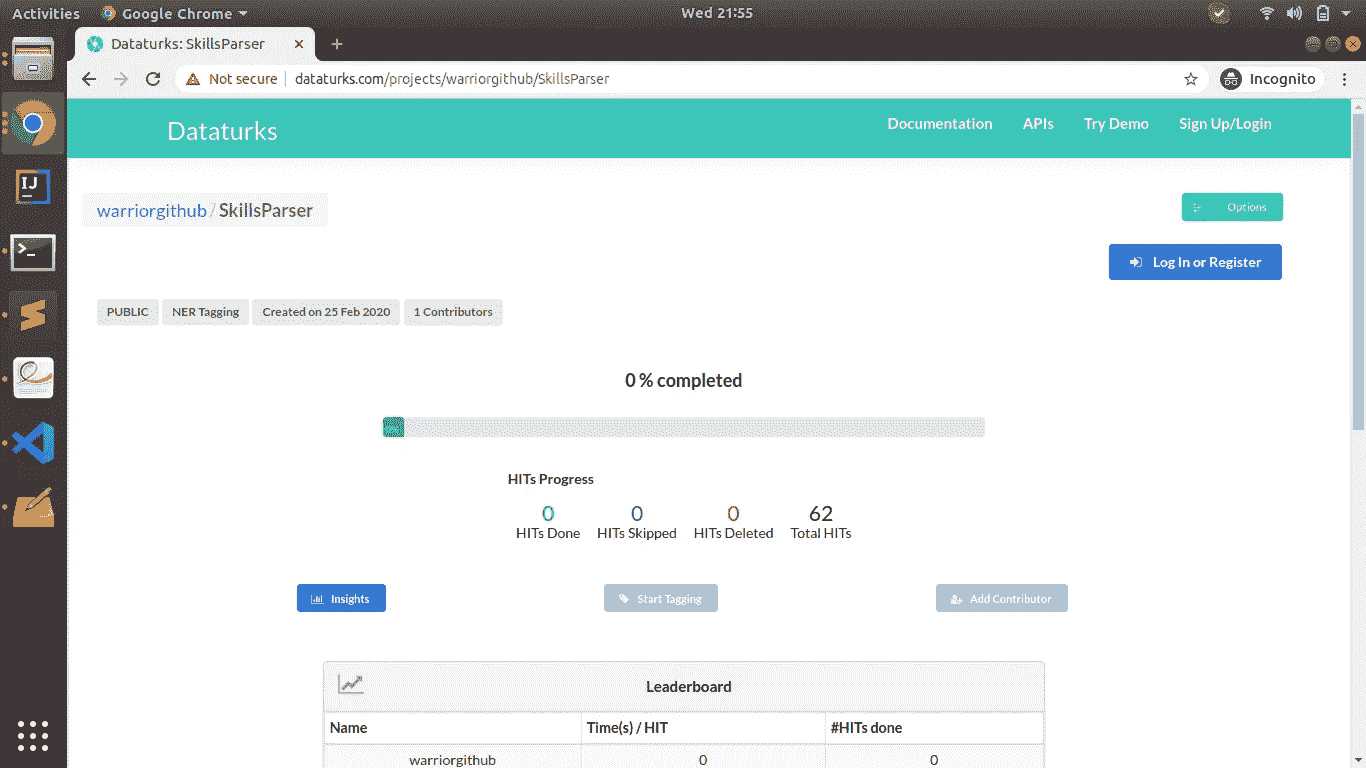 Activities Google Chrome Wed 21:55
Dataturks: SkillsParser
Not secure dataturks.com/projects/warriorgithub/SkillsParser Incognito
Dataturks Documentation APIs Try Demo Sign Up/Login
warriorgithub / SkillsParser Options
Log In or Register
PUBLIC NER Tagging Created on 25 Feb 2020 1 Contributors
0 % completed
HITs Progress
0 0 0 62
HITs Done HITs Skipped HITs Deleted Total HITs
Insights Start Tagging Add Contributor
Leaderboard
Name Time(s) / HIT #HITs done
warriorgithub 0 0